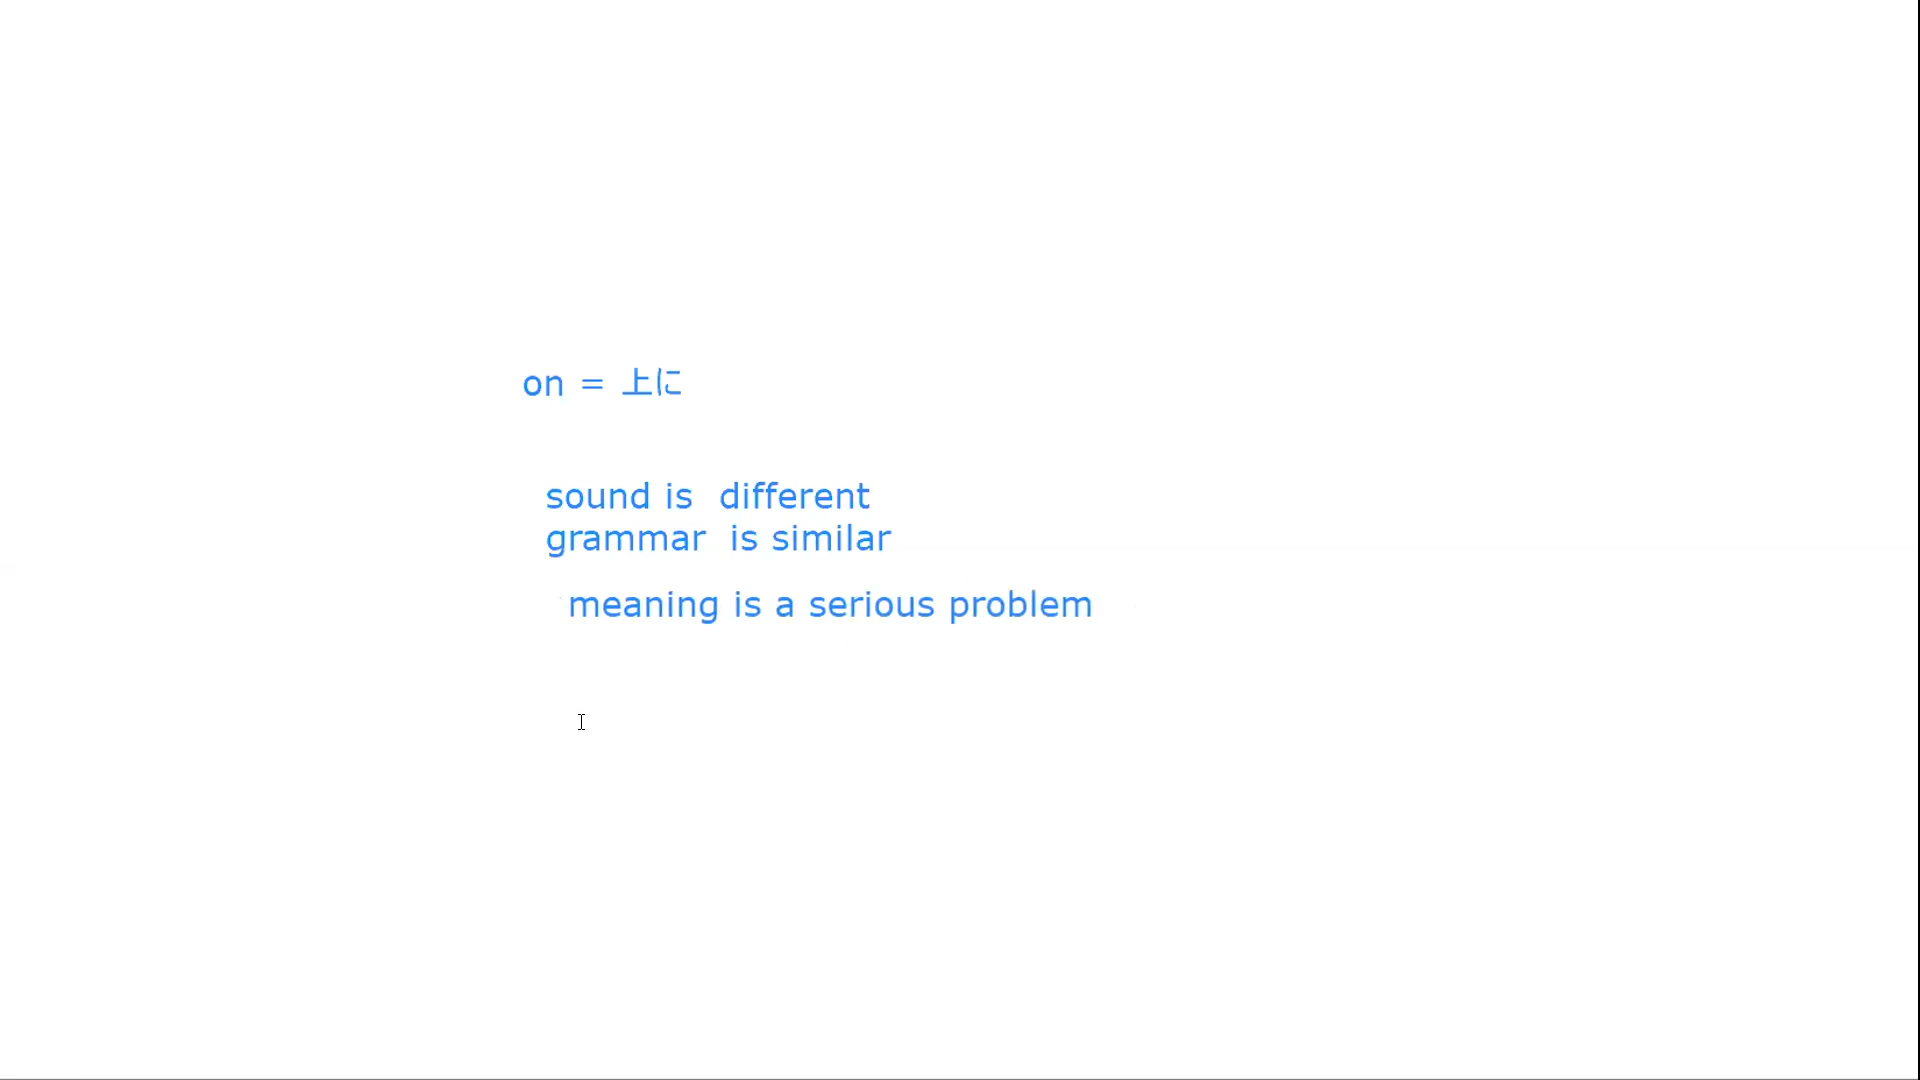 on = 上に
sound is different
grammar is similar
meaning is a serious problem